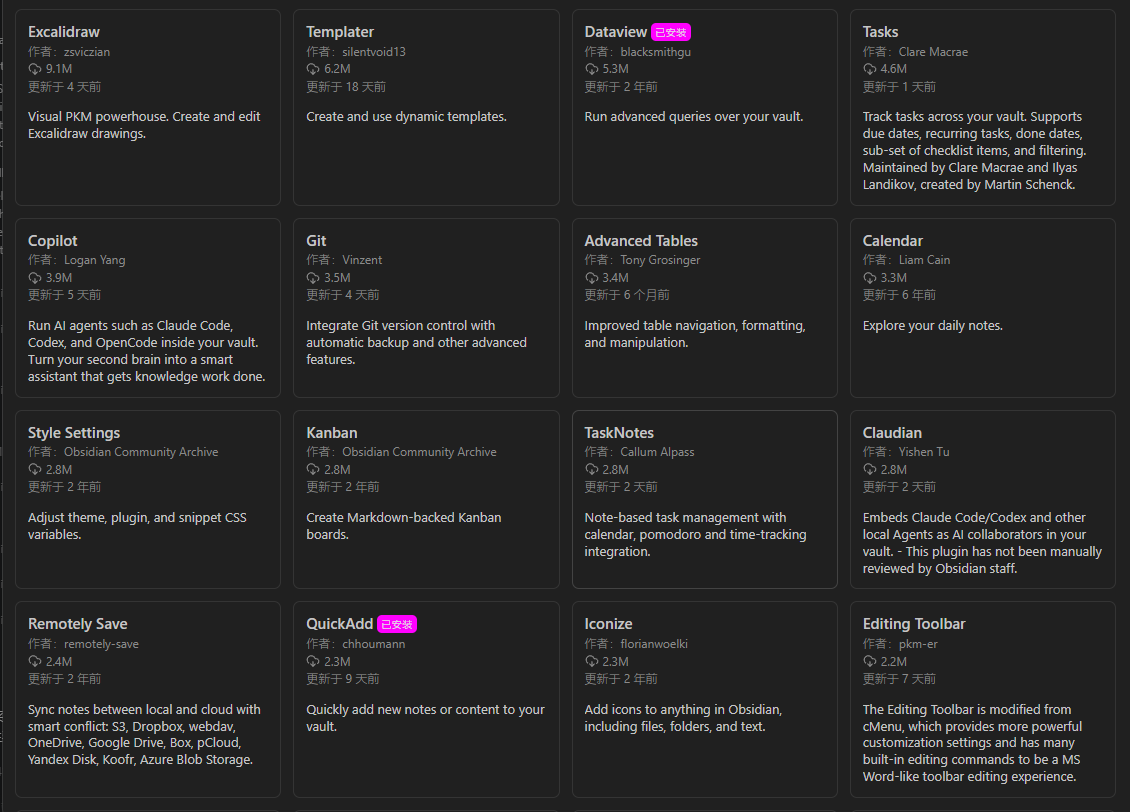 Excalidraw
作者：zsviczian
9.1M
更新于 4 天前
Visual PKM powerhouse. Create and edit
Excalidraw drawings.
Templater
作者：silentvoid13
6.2M
更新于 18 天前
Create and use dynamic templates.
Dataview 已安装
作者：blacksmithgu
5.3M
更新于 2 年前
Run advanced queries over your vault.
Tasks
作者：Clare Macrae
4.6M
更新于 1 天前
Track tasks across your vault. Supports
due dates, recurring tasks, done dates,
sub-set of checklist items, and filtering.
Maintained by Clare Macrae and Ilyas
Landikov, created by Martin Schenck.
Copilot
作者：Logan Yang
3.9M
更新于 5 天前
Run AI agents such as Claude Code,
Codex, and OpenCode inside your vault.
Turn your second brain into a smart
assistant that gets knowledge work done.
Git
作者：Vinzent
3.5M
更新于 4 天前
Integrate Git version control with
automatic backup and other advanced
features.
Advanced Tables
作者：Tony Grosinger
3.4M
更新于 6 个月前
Improved table navigation, formatting,
and manipulation.
Calendar
作者：Liam Cain
3.3M
更新于 6 年前
Explore your daily notes.
Style Settings
作者：Obsidian Community Archive
2.8M
更新于 2 年前
Adjust theme, plugin, and snippet CSS
variables.
Kanban
作者：Obsidian Community Archive
2.8M
更新于 2 年前
Create Markdown-backed Kanban
boards.
TaskNotes
作者：Callum Alpass
2.8M
更新于 2 天前
Note-based task management with
calendar, pomodoro and time-tracking
integration.
Claudian
作者：Yishen Tu
2.8M
更新于 2 天前
Embeds Claude Code/Codex and other
local Agents as AI collaborators in your
vault. - This plugin has not been manually
reviewed by Obsidian staff.
Remotely Save
作者：remotely-save
2.4M
更新于 2 年前
Sync notes between local and cloud with
smart conflict: S3, Dropbox, webdav,
OneDrive, Google Drive, Box, pCloud,
Yandex Disk, Koofr, Azure Blob Storage.
QuickAdd 已安装
作者：chhoumann
2.3M
更新于 9 天前
Quickly add new notes or content to your
vault.
Iconize
作者：florianwoelki
2.3M
更新于 2 年前
Add icons to anything in Obsidian,
including files, folders, and text.
Editing Toolbar
作者：pkm-er
2.2M
更新于 7 天前
The Editing Toolbar is modified from
cMenu, which provides more powerful
customization settings and has many
built-in editing commands to be a MS
Word-like toolbar editing experience.